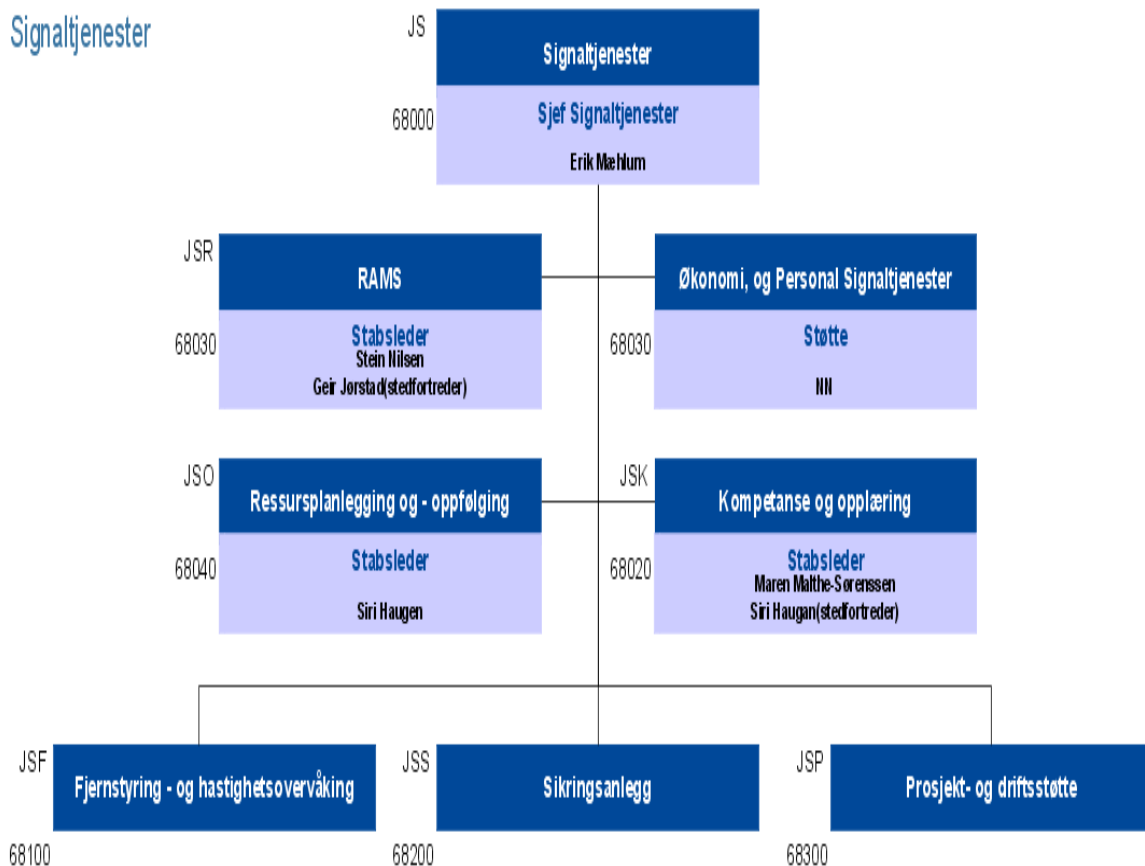 Signaltjenester
JS
Signaltjenester
68000
Sjef Signaltjenester
Erik Mæhlum
JSR
RAMS
68030
Stabsleder
Stein Nilsen
Geir Jørstad(stedfortreder)
Økonomi, og Personal Signaltjenester
68030
Støtte
NN
JSO
Ressursplanlegging og - oppfølging
68040
Stabsleder
Siri Haugen
JSK
Kompetanse og opplæring
68020
Stabsleder
Maren Malthe-Sørenssen
Siri Haugan(stedfortreder)
JSF
Fjernstyring - og hastighetsovervåking
68100
JSS
Sikringsanlegg
68200
JSP
Prosjekt- og driftsstøtte
68300